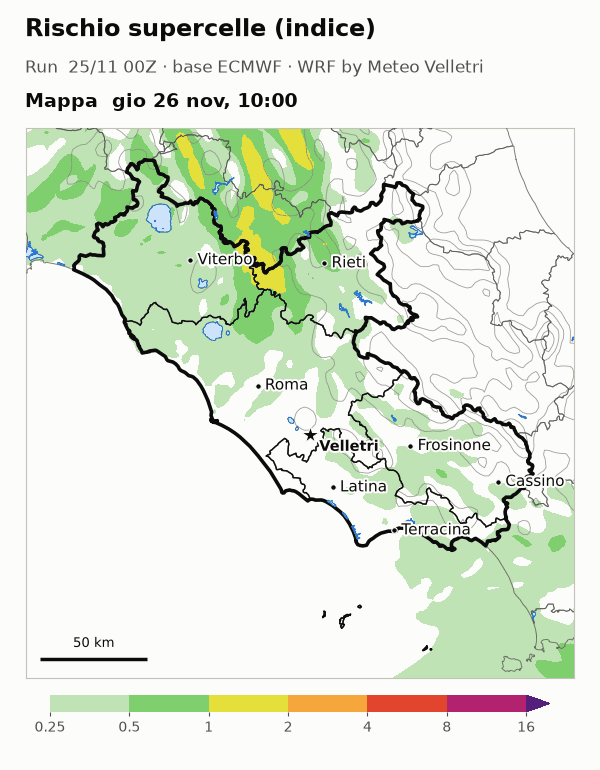 Rischio supercelle (indice)
Run 25/11 00Z · base ECMWF · WRF by Meteo Velletri
Mappa gio 26 nov, 10:00
Viterbo
Rieti
Roma
Velletri
Frosinone
Latina
Cassino
Terracina
50 km
0.25 0.5 1 2 4 8 16